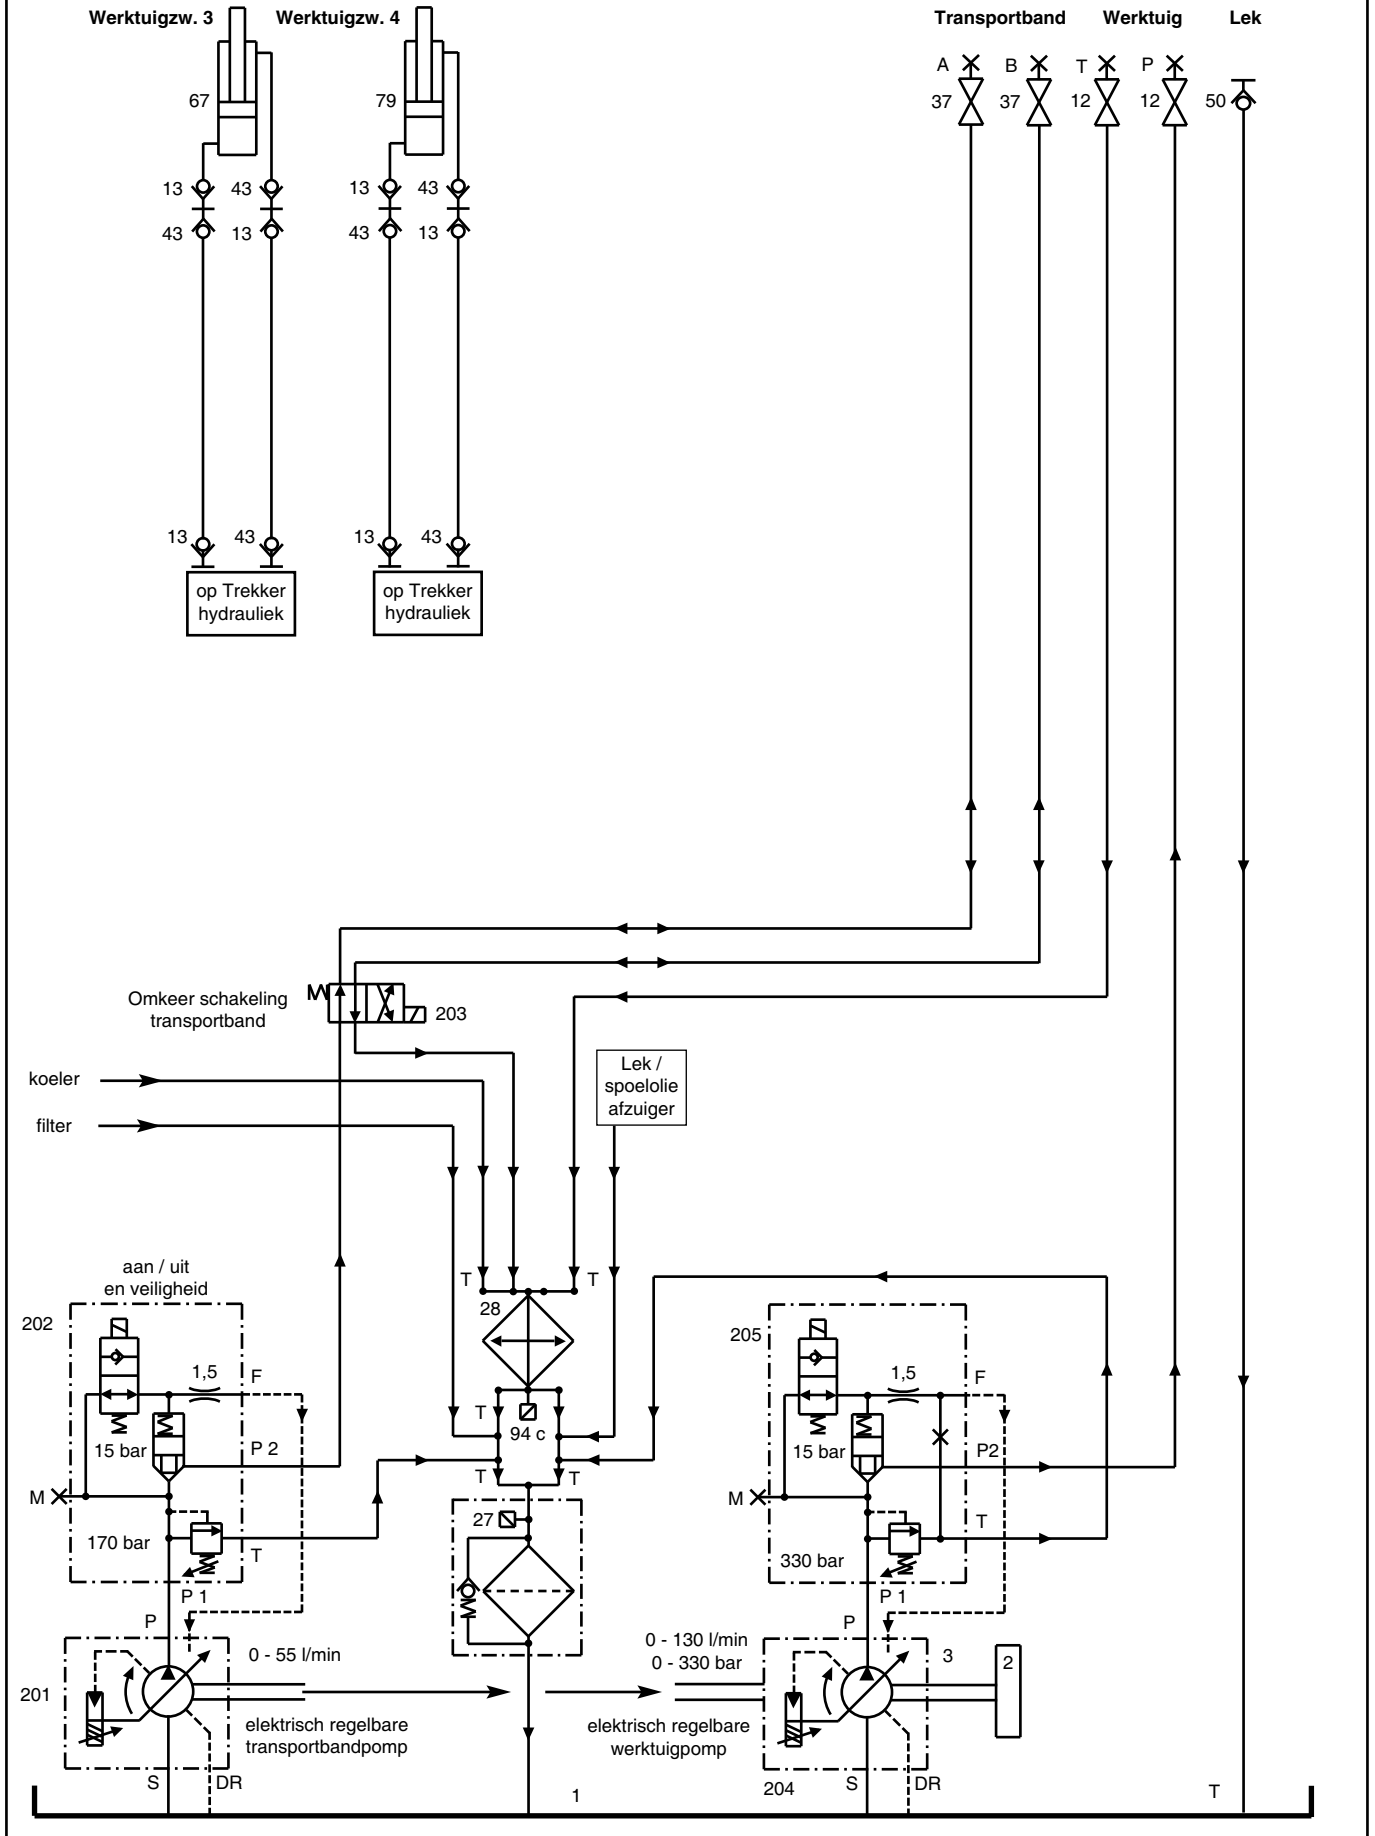 Werktuigzw. 3 Werktuigzw. 4 Transportband Werktuig Lek
A B T P
67 79 37 37 12 12 50
13 43 13 43
43 13 43 13
13 43 13 43
op Trekker
hydrauliek
op Trekker
hydrauliek
Omkeer schakeling
transportband
203
koeler
filter
Lek /
spoelolie
afzuiger
aan / uit
en veiligheid
T T
28
202
205
1,5 F
1,5 F
T
94 c
15 bar P 2
15 bar P2
T T
M
M
27
170 bar
T
330 bar
T
P 1
P 1
P
P
0 - 55 l/min
0 - 130 l/min
0 - 330 bar
3 2
201
elektrisch regelbare
transportbandpomp
elektrisch regelbare
werktuigpomp
S DR
1
204
S DR
T